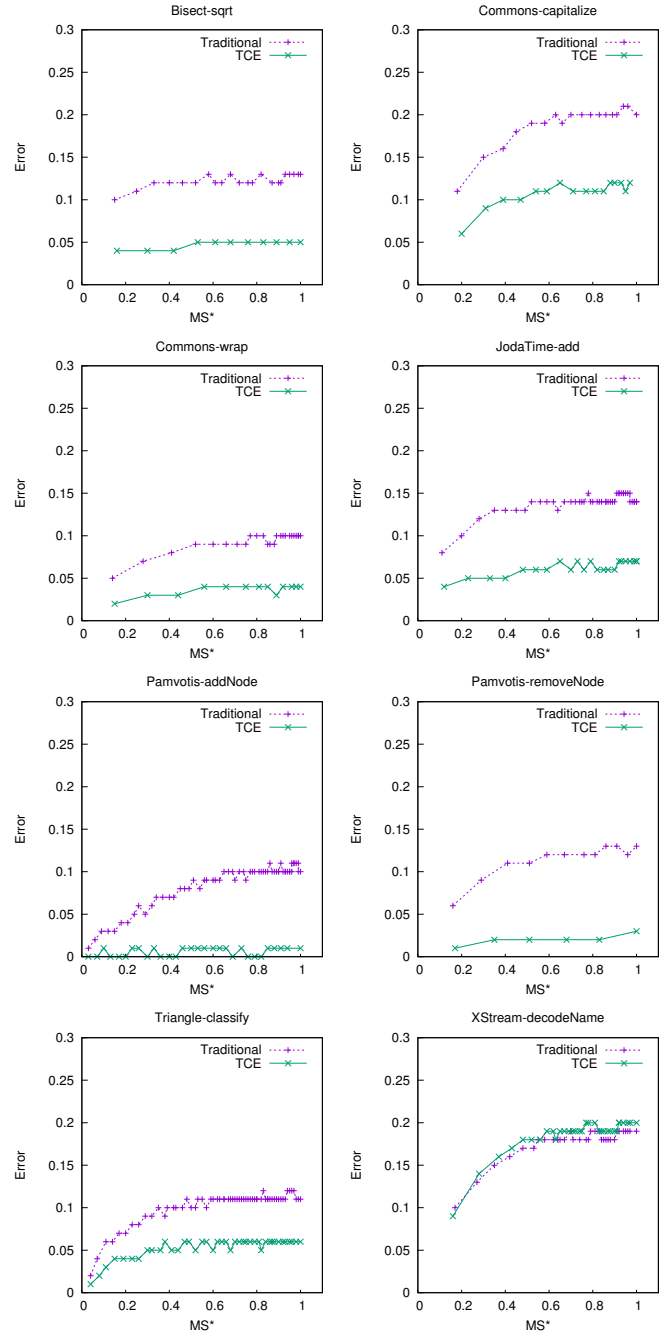 Bisect-sqrt
Traditional
TCE
0.3
0.25
0.2
0.15
0.1
0.05
0
Error
0 0.2 0.4 0.6 0.8 1
MS*
Commons-capitalize
Traditional
TCE
0.3
0.25
0.2
0.15
0.1
0.05
0
Error
0 0.2 0.4 0.6 0.8 1
MS*
Commons-wrap
Traditional
TCE
0.3
0.25
0.2
0.15
0.1
0.05
0
Error
0 0.2 0.4 0.6 0.8 1
MS*
JodaTime-add
Traditional
TCE
0.3
0.25
0.2
0.15
0.1
0.05
0
Error
0 0.2 0.4 0.6 0.8 1
MS*
Pamvotis-addNode
Traditional
TCE
0.3
0.25
0.2
0.15
0.1
0.05
0
Error
0 0.2 0.4 0.6 0.8 1
MS*
Pamvotis-removeNode
Traditional
TCE
0.3
0.25
0.2
0.15
0.1
0.05
0
Error
0 0.2 0.4 0.6 0.8 1
MS*
Triangle-classify
Traditional
TCE
0.3
0.25
0.2
0.15
0.1
0.05
0
Error
0 0.2 0.4 0.6 0.8 1
MS*
XStream-decodeName
Traditional
TCE
0.3
0.25
0.2
0.15
0.1
0.05
0
Error
0 0.2 0.4 0.6 0.8 1
MS*